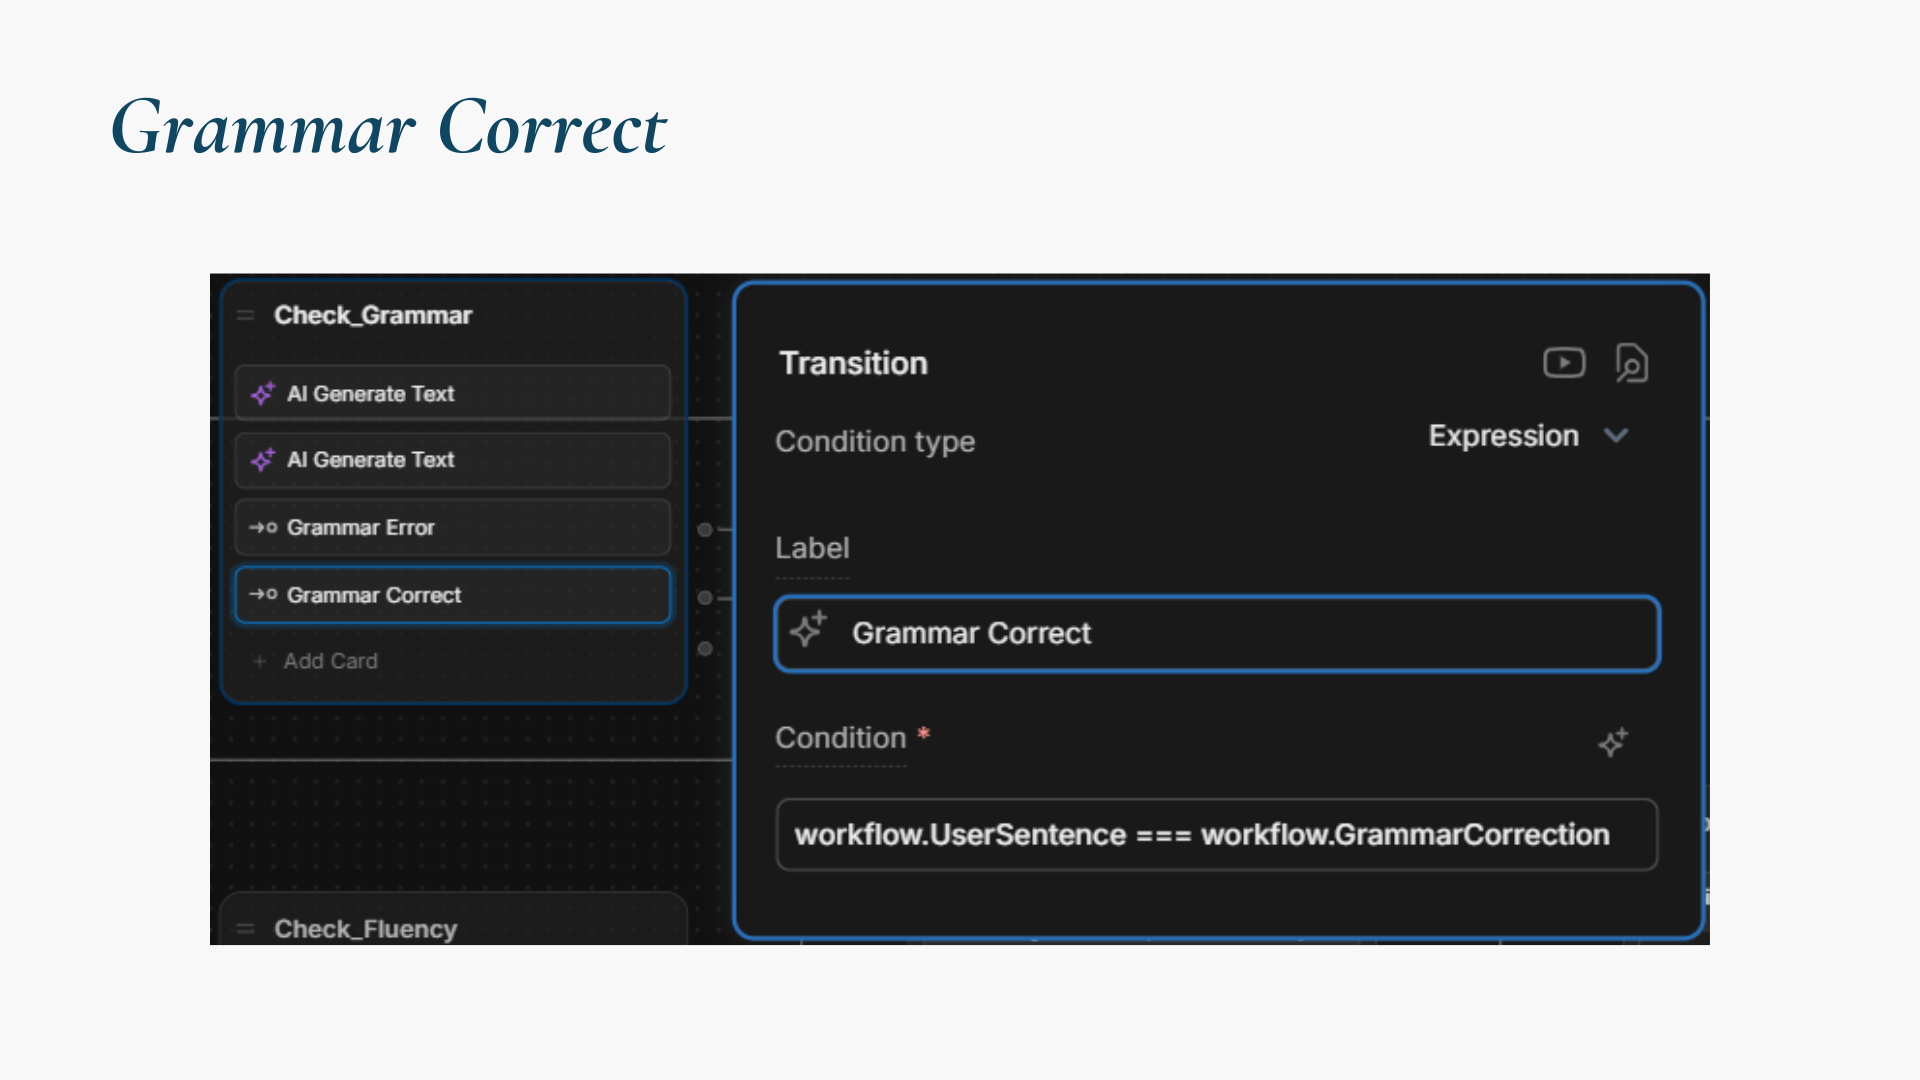 Grammar Correct
Check_Grammar
AI Generate Text
AI Generate Text
Grammar Error
Grammar Correct
+ Add Card
Check_Fluency
Transition
Condition type
Expression
Label
Grammar Correct
Condition *
workflow.UserSentence === workflow.GrammarCorrection